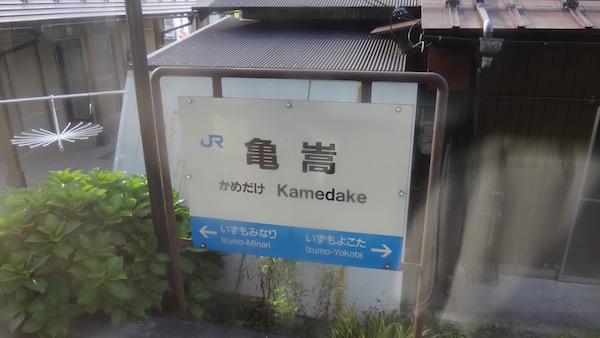 JR 亀嵩
かめだけ Kamedake
← いずもみなり いずもよこた →
Izumo-Minari Izumo-Yokota